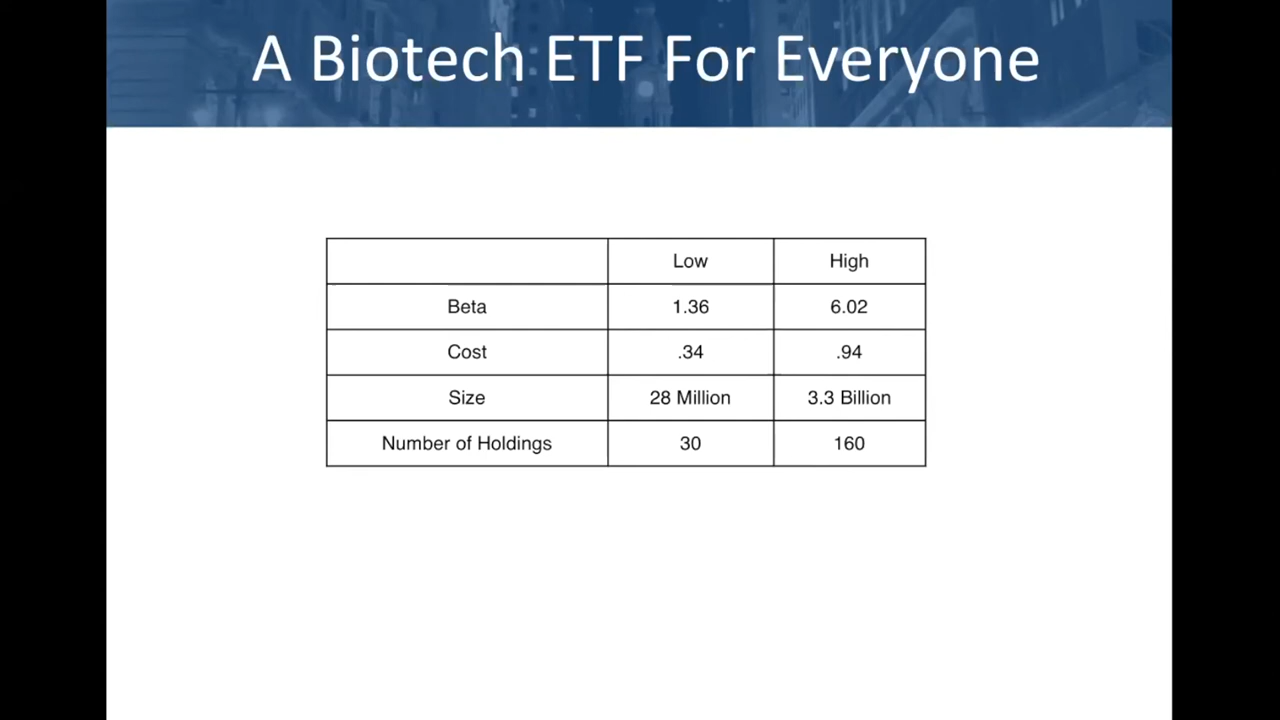 A Biotech ETF For Everyone
Low High
Beta 1.36 6.02
Cost .34 .94
Size 28 Million 3.3 Billion
Number of Holdings 30 160